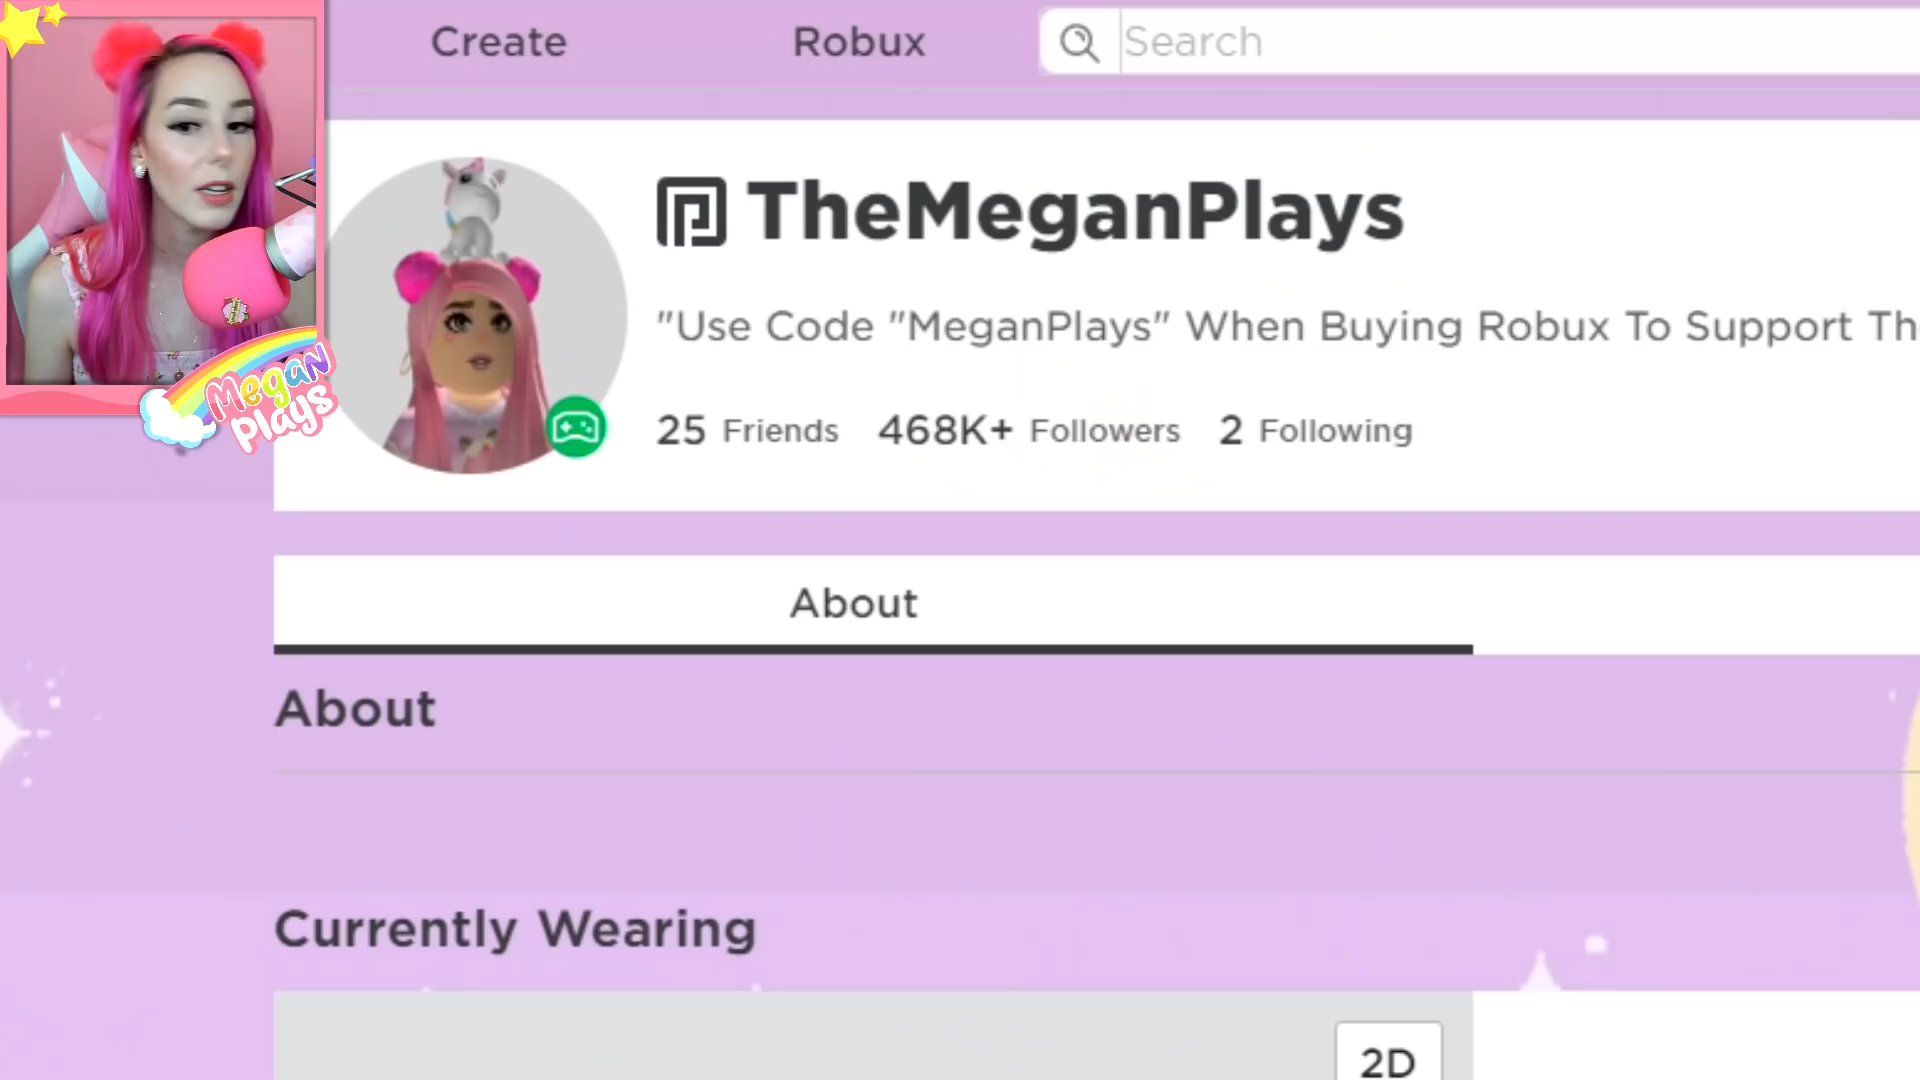 Create Robux Search
TheMeganPlays
"Use Code "MeganPlays" When Buying Robux To Support Th
25 Friends 468K+ Followers 2 Following
Megan
Plays
About
About
Currently Wearing
2D